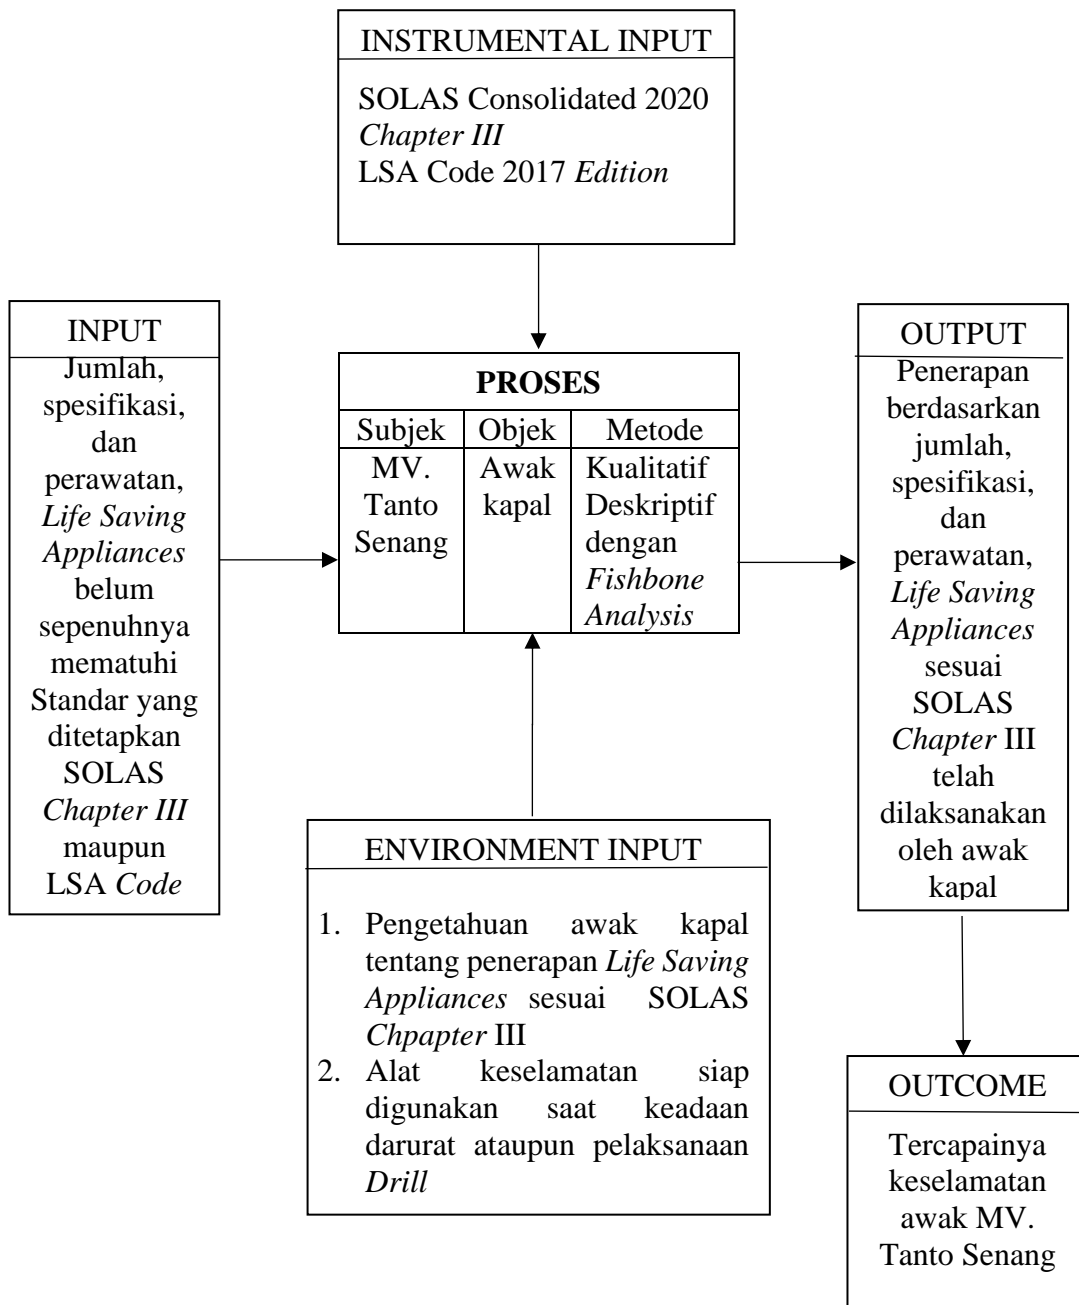 INSTRUMENTAL INPUT
SOLAS Consolidated 2020
Chapter III
LSA Code 2017 Edition
INPUT
Jumlah,
spesifikasi,
dan
perawatan,
Life Saving
Appliances
belum
sepenuhnya
mematuhi
Standar yang
ditetapkan
SOLAS
Chapter III
maupun
LSA Code
PROSES
Subjek Objek Metode
MV. Awak Kualitatif
Tanto kapal Deskriptif
Senang dengan
Fishbone
Analysis
OUTPUT
Penerapan
berdasarkan
jumlah,
spesifikasi,
dan
perawatan,
Life Saving
Appliances
sesuai
SOLAS
Chapter III
telah
dilaksanakan
oleh awak
kapal
ENVIRONMENT INPUT
1. Pengetahuan awak kapal
tentang penerapan Life Saving
Appliances sesuai SOLAS
Chpapter III
2. Alat keselamatan siap
digunakan saat keadaan
darurat ataupun pelaksanaan
Drill
OUTCOME
Tercapainya
keselamatan
awak MV.
Tanto Senang